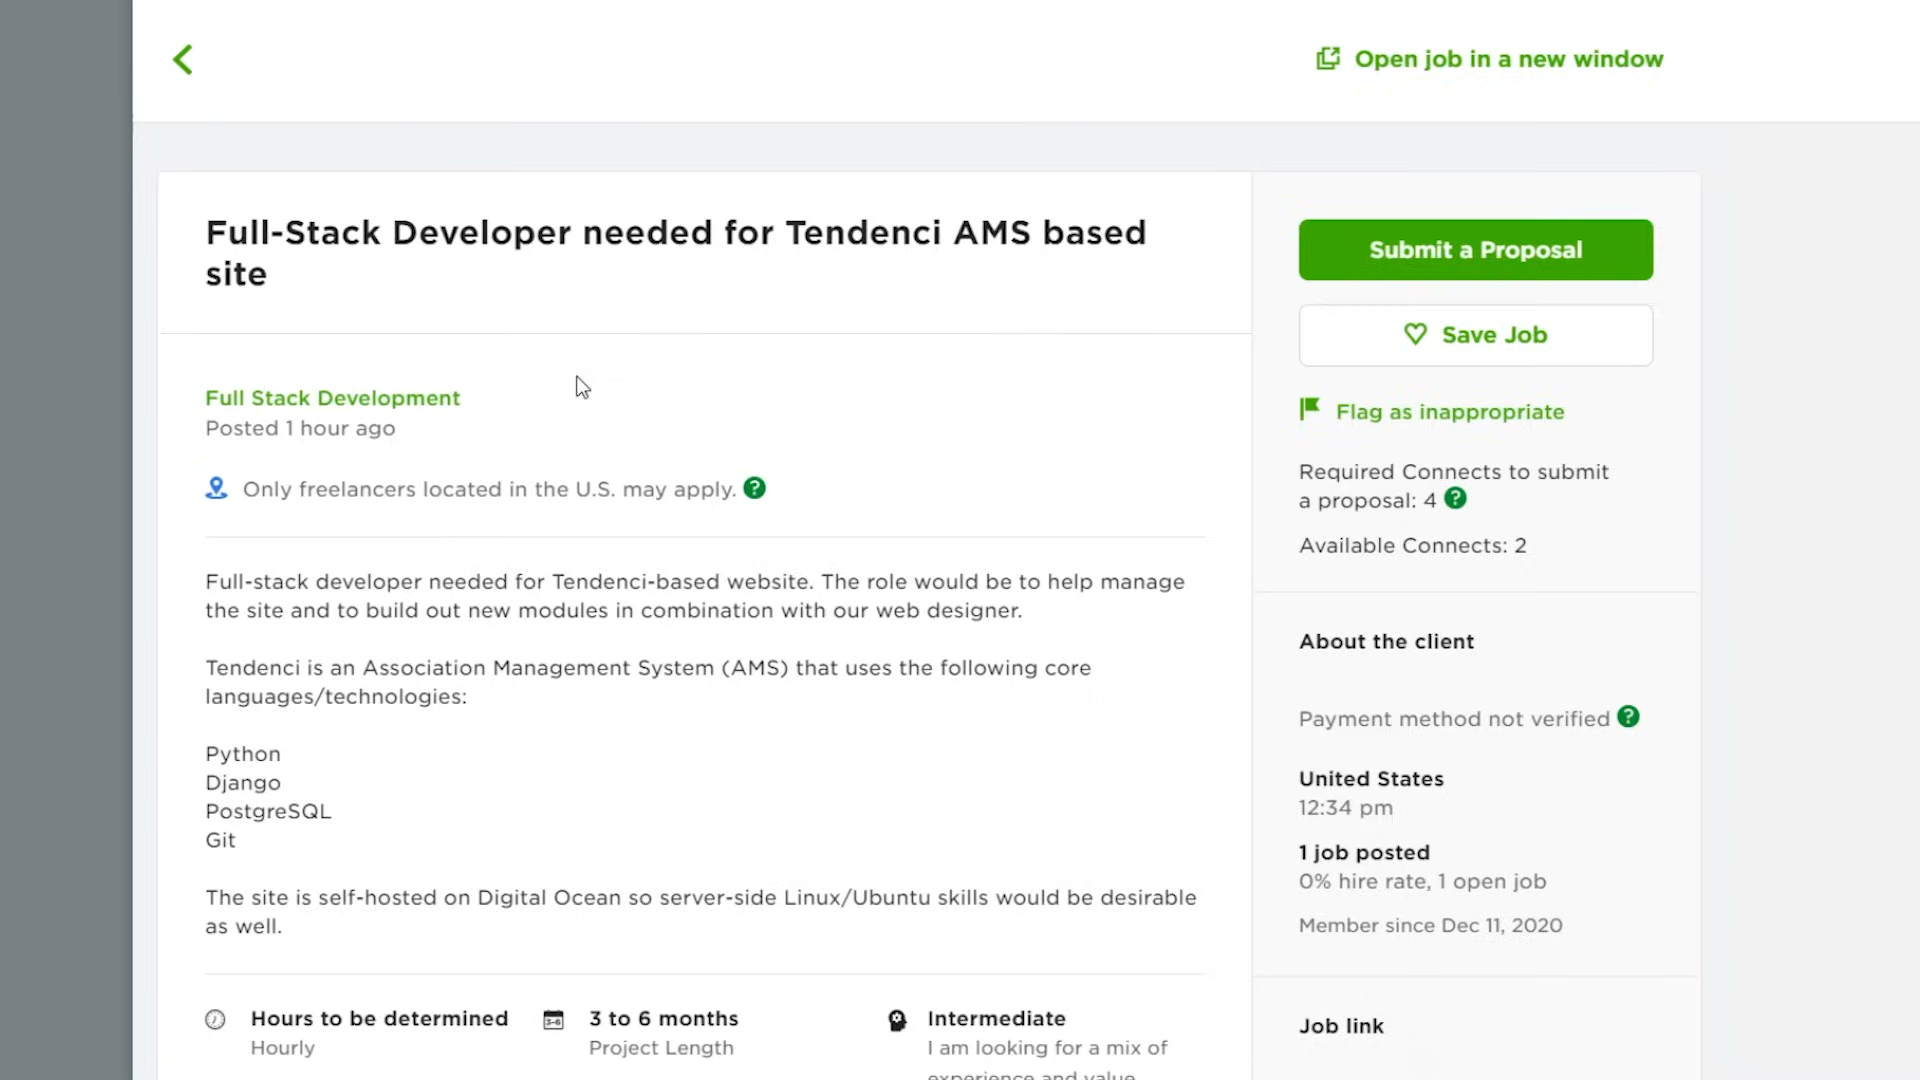 Open job in a new window
Full-Stack Developer needed for Tendenci AMS based
site
Full Stack Development
Posted 1 hour ago
Only freelancers located in the U.S. may apply. ?
Full-stack developer needed for Tendenci-based website. The role would be to help manage
the site and to build out new modules in combination with our web designer.
Tendenci is an Association Management System (AMS) that uses the following core
languages/technologies:
Python
Django
PostgreSQL
Git
The site is self-hosted on Digital Ocean so server-side Linux/Ubuntu skills would be desirable
as well.
Hours to be determined
Hourly
3-6
3 to 6 months
Project Length
Intermediate
I am looking for a mix of
experience and value
Submit a Proposal
Save Job
Flag as inappropriate
Required Connects to submit
a proposal: 4 ?
Available Connects: 2
About the client
Payment method not verified ?
United States
12:34 pm
1 job posted
0% hire rate, 1 open job
Member since Dec 11, 2020
Job link